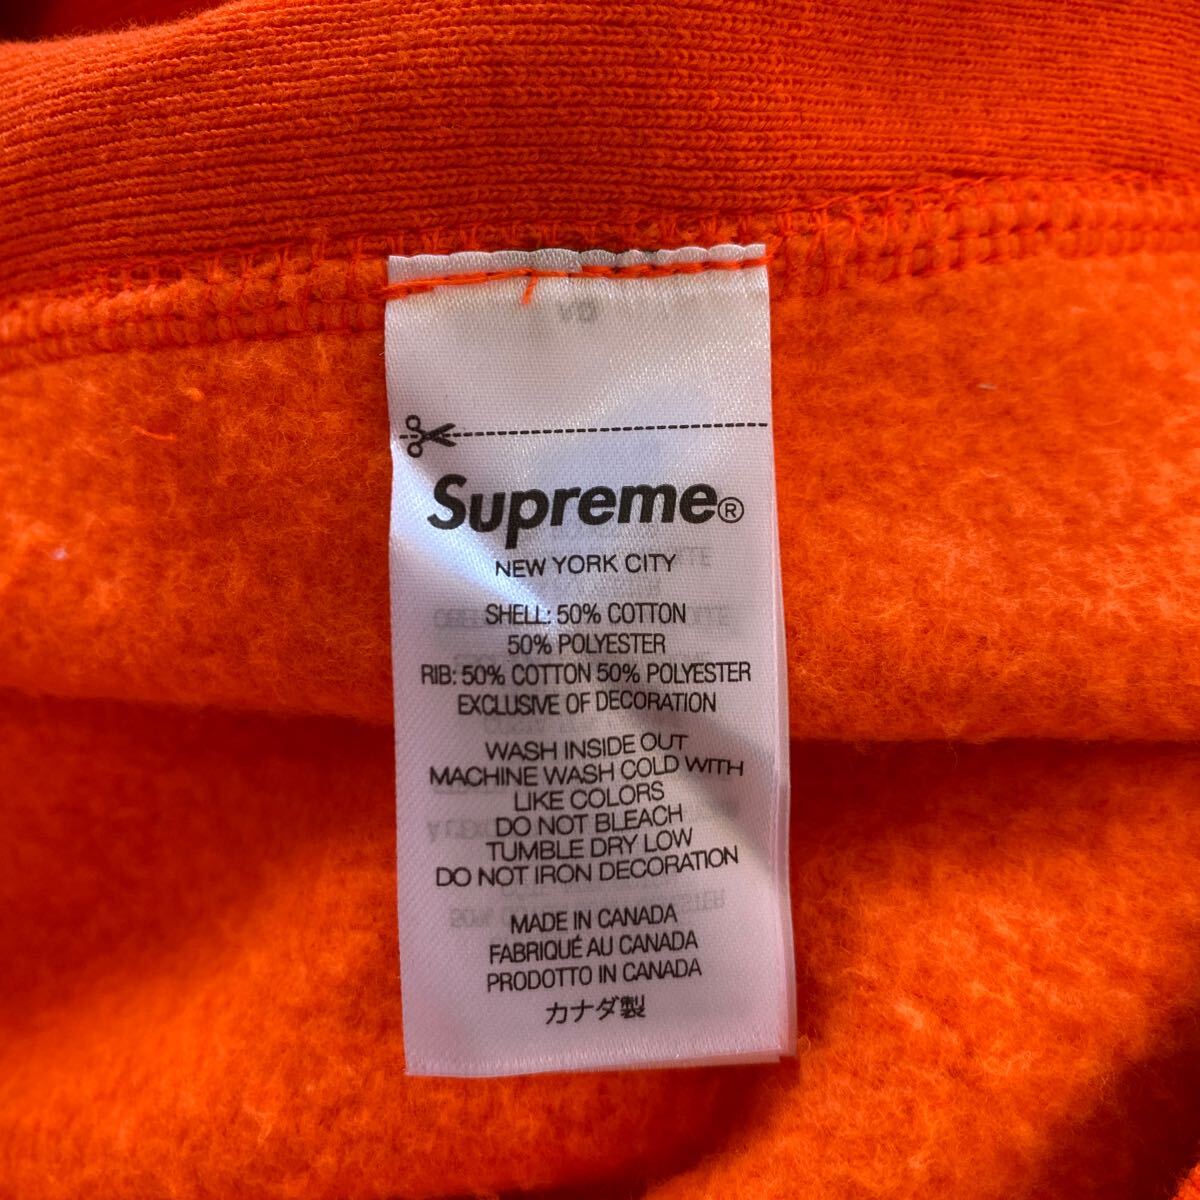 Supreme®
NEW YORK CITY
SHELL: 50% COTTON
50% POLYESTER
RIB: 50% COTTON 50% POLYESTER
EXCLUSIVE OF DECORATION
WASH INSIDE OUT
MACHINE WASH COLD WITH
LIKE COLORS
DO NOT BLEACH
TUMBLE DRY LOW
DO NOT IRON DECORATION
MADE IN CANADA
FABRIQUÉ AU CANADA
PRODOTTO IN CANADA
カナダ製